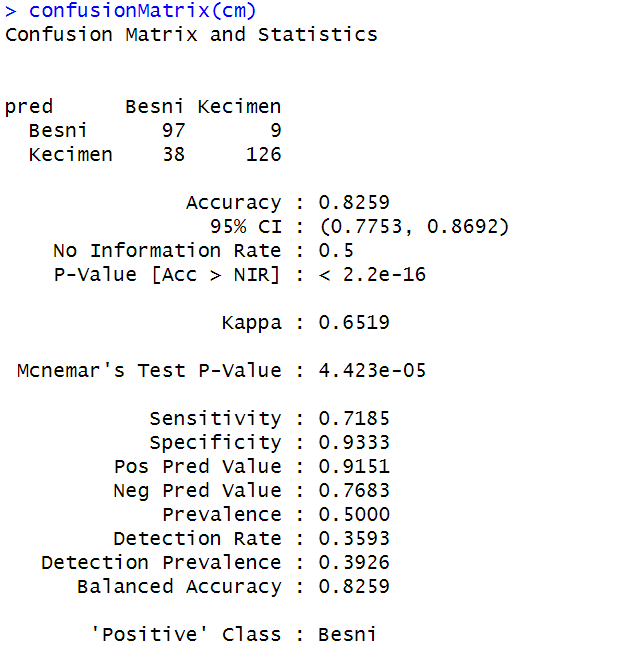 > confusionMatrix(cm)
Confusion Matrix and Statistics
pred Besni Kecimen
Besni 97 9
Kecimen 38 126
Accuracy : 0.8259
95% CI : (0.7753, 0.8692)
No Information Rate : 0.5
P-Value [Acc > NIR] : < 2.2e-16
Kappa : 0.6519
Mcnemar's Test P-Value : 4.423e-05
Sensitivity : 0.7185
Specificity : 0.9333
Pos Pred Value : 0.9151
Neg Pred Value : 0.7683
Prevalence : 0.5000
Detection Rate : 0.3593
Detection Prevalence : 0.3926
Balanced Accuracy : 0.8259
'Positive' Class : Besni